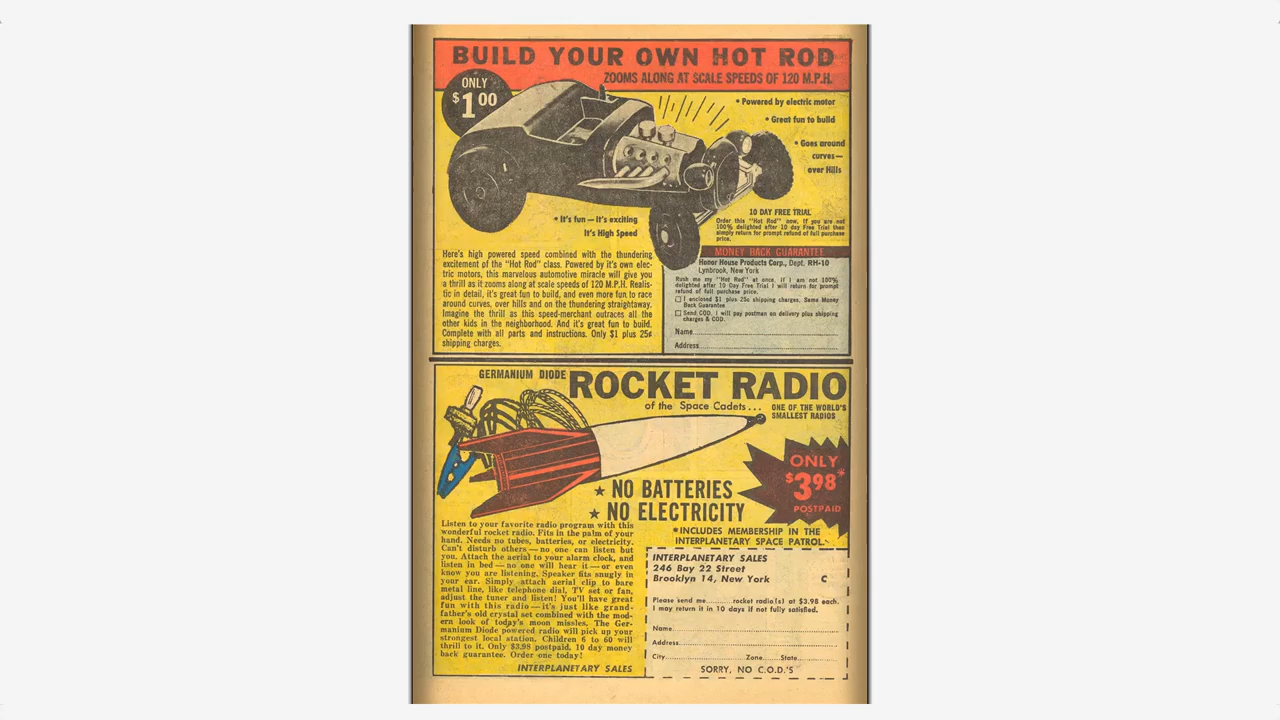 BUILD YOUR OWN HOT ROD
ZOOMS ALONG AT SCALE SPEEDS OF 120 M.P.H.
ONLY
$1.00
• Powered by electric motor
• Great fun to build
• Goes around
curves—
over Hills
• It's fun — it's exciting
It's High Speed
10 DAY FREE TRIAL
Order this "Hot Rod" now. If you are not
100% delighted after 10 day Free Trial then
simply return for prompt refund of full purchase
price.
Here's high powered speed combined with the thundering
excitement of the "Hot Rod" class. Powered by it's own elec-
tric motors, this marvelous automotive miracle will give you
a thrill as it zooms along at scale speeds of 120 M.P.H. Realis-
tic in detail, it's great fun to build, and even more fun to race
around curves, over hills and on the thundering straightaway.
Imagine the thrill as this speed-merchant outraces all the
other kids in the neighborhood. And it's great fun to build.
Complete with all parts and instructions. Only $1 plus 25¢
shipping charges.
MONEY BACK GUARANTEE
Honor House Products Corp., Dept. RH-10
Lynbrook, New York
Rush me my "Hot Rod" at once. If I am not 100%
delighted after 10 Day Free Trial I will return for prompt
refund of full purchase price.
☐ I enclosed $1 plus 25¢ shipping charges. Same Money
Back Guarantee
☐ Send COD. I will pay postman on delivery plus shipping
charges & COD.
Name
Address
GERMANIUM DIODE ROCKET RADIO
of the Space Cadets... ONE OF THE WORLD'S
SMALLEST RADIOS
ONLY
$3.98*
POSTPAID
★ NO BATTERIES
★ NO ELECTRICITY
*INCLUDES MEMBERSHIP IN THE
INTERPLANETARY SPACE PATROL.
Listen to your favorite radio program with this
wonderful rocket radio. Fits in the palm of your
hand. Needs no tubes, batteries, or electricity.
Can't disturb others — no one can listen but
you. Attach the aerial to your alarm clock, and
listen in bed — no one will hear it — or even
know you are listening. Speaker fits snugly in
your ear. Simply attach aerial clip to bare
metal line, like telephone dial, TV set or fan,
adjust the tuner and listen! You'll have great
fun with this radio — it's just like grand-
father's old crystal set combined with the mod-
ern look of today's moon missles. The Ger-
manium Diode powered radio will pick up your
strongest local station. Children 6 to 60 will
thrill to it. Only $3.98 postpaid. 10 day money
back guarantee. Order one today!
INTERPLANETARY SALES
INTERPLANETARY SALES
246 Bay 22 Street
Brooklyn 14, New York C
Please send me........rocket radio(s) at $3.98 each.
I may return it in 10 days if not fully satisfied.
Name
Address
City Zone State
SORRY, NO C.O.D.'S